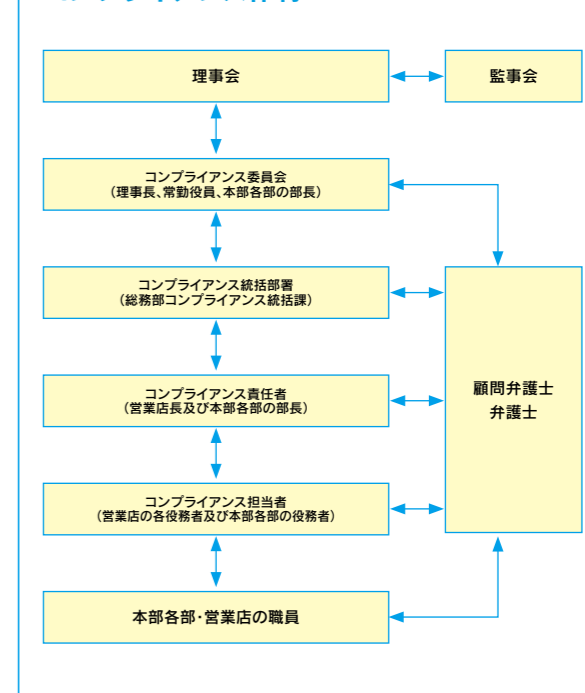 理事会
監事会
コンプライアンス委員会
(理事長、常勤役員、本部各部の部長)
コンプライアンス統括部署
(総務部コンプライアンス統括課)
コンプライアンス責任者
(営業店長及び本部各部の部長)
顧問弁護士
弁護士
コンプライアンス担当者
(営業店の各役務者及び本部各部の役務者)
本部各部・営業店の職員